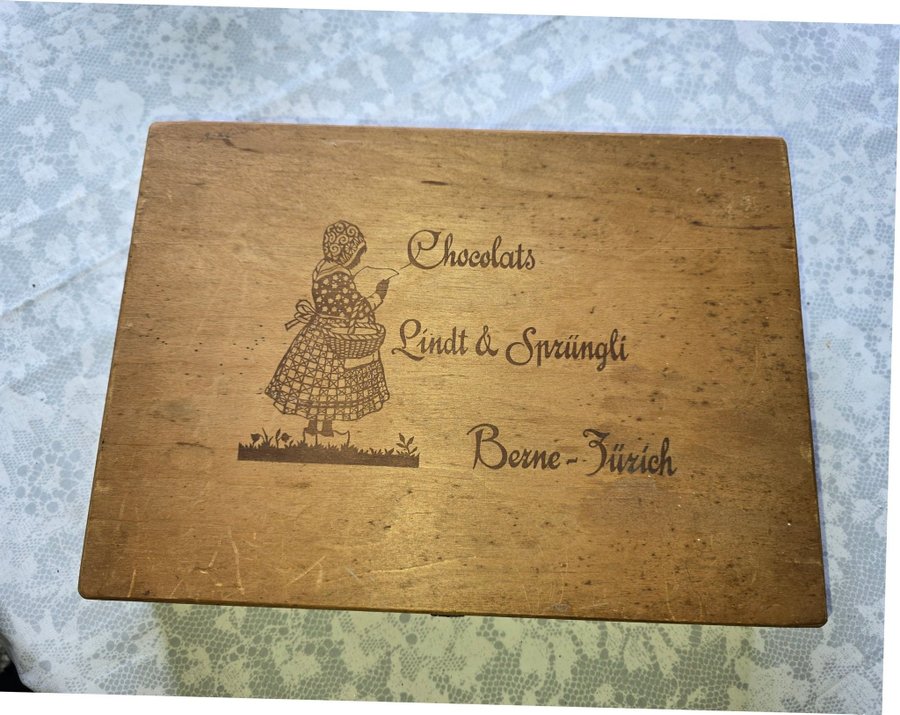 Chocolats
Lindt & Sprüngli
Berne-Zürich